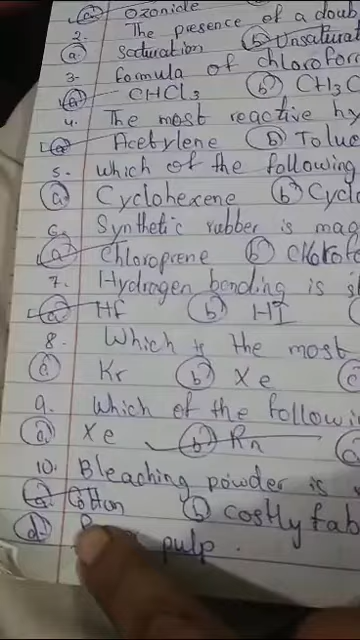 (a) Ozonide
2. The presence of a doub
(a) Saturation (b) Unsaturat
3. formula of chlorofor
(a) CHCl3 (b) CH3C
4. The most reactive hy
(a) Acetylene (b) Tolue
5. which of the following
(a) Cyclohexene (b) Cyclo
6. Synthetic rubber is ma
(a) Chloroprene (b) Chlorofo
7. Hydrogen bonding is s
(a) HF (b) HI
8. Which is the most
(a) Kr (b) Xe (c)
9. Which of the followi
(a) Xe (b) Rn (c)
10. Bleaching powder is
(a) Cotton (b) costly fab
(d) pulp.